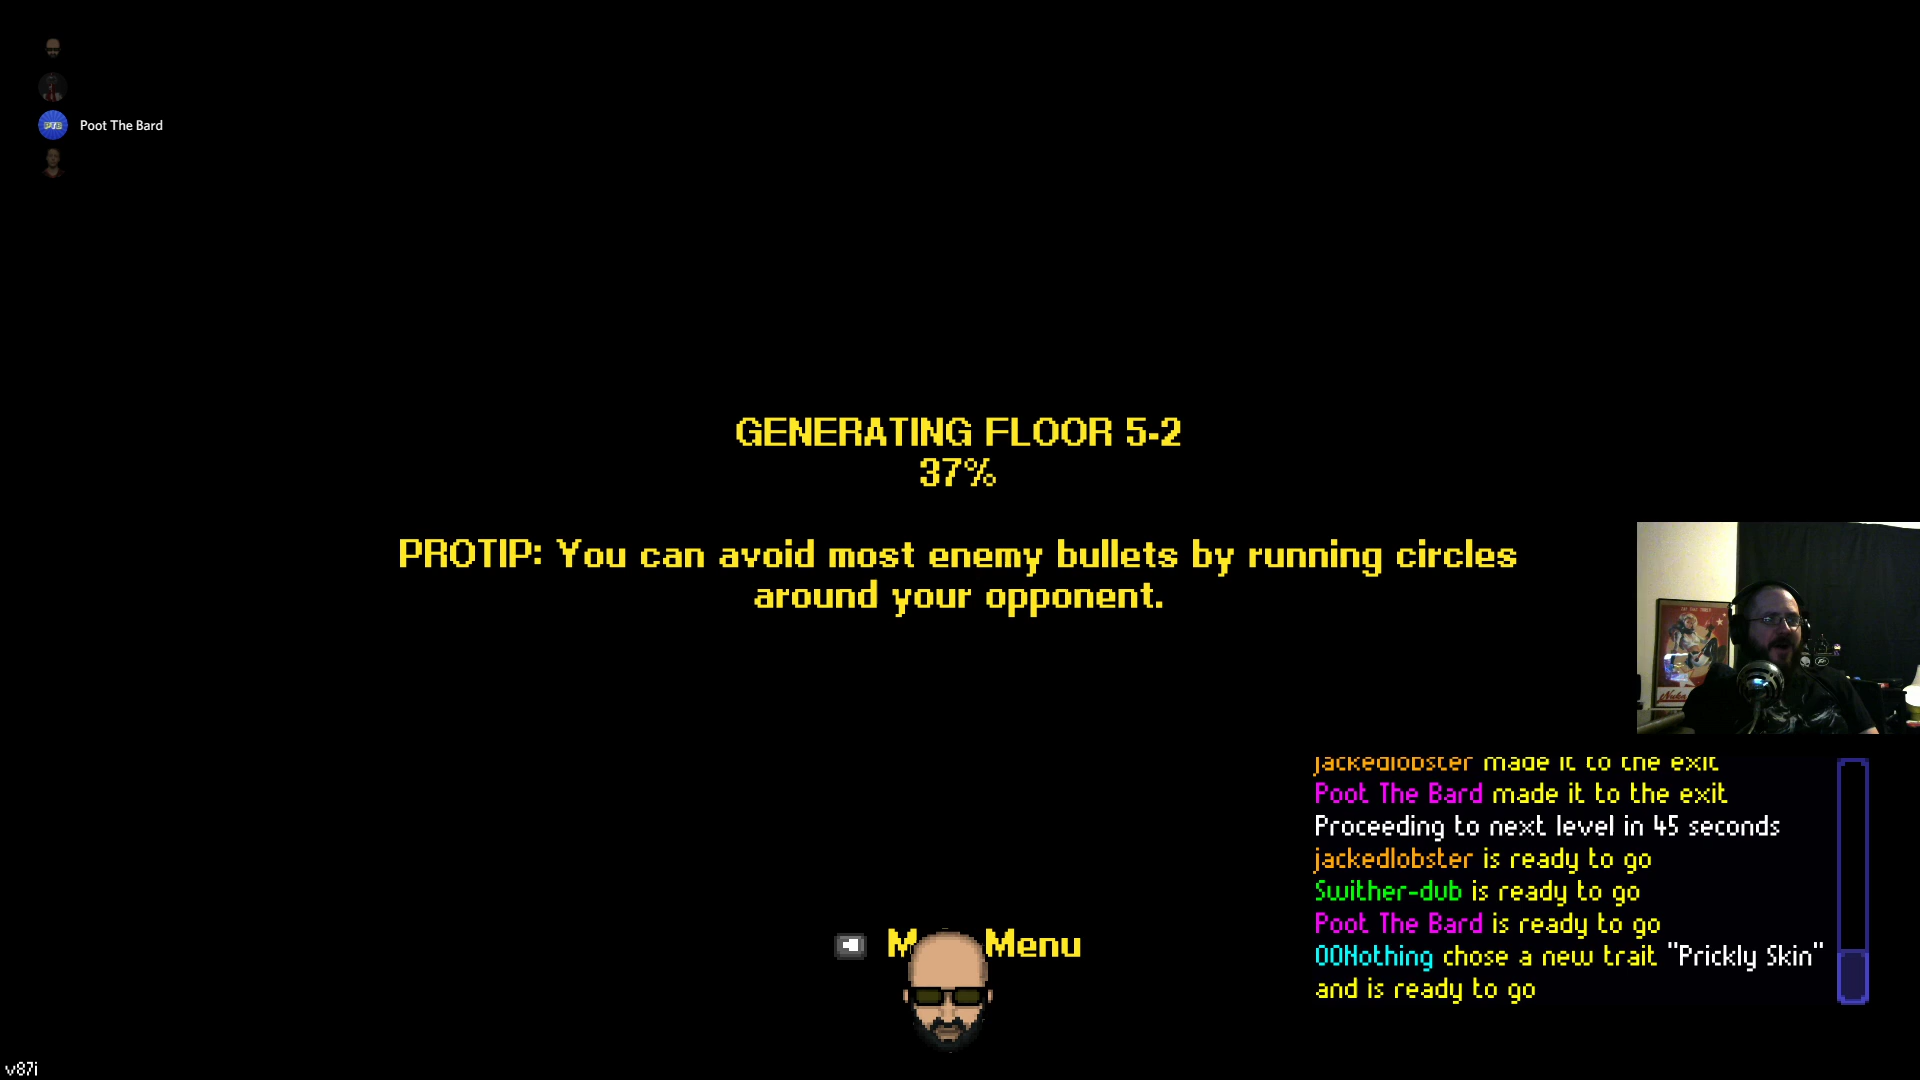 Poot The Bard
PTB
GENERATING FLOOR 5-2
37%
PROTIP: You can avoid most enemy bullets by running circles
around your opponent.
Menu
jackedlobster made it to the exit
Poot The Bard made it to the exit
Proceeding to next level in 45 seconds
jackedlobster is ready to go
Swither-dub is ready to go
Poot The Bard is ready to go
OONothing chose a new trait "Prickly Skin"
and is ready to go
v87i